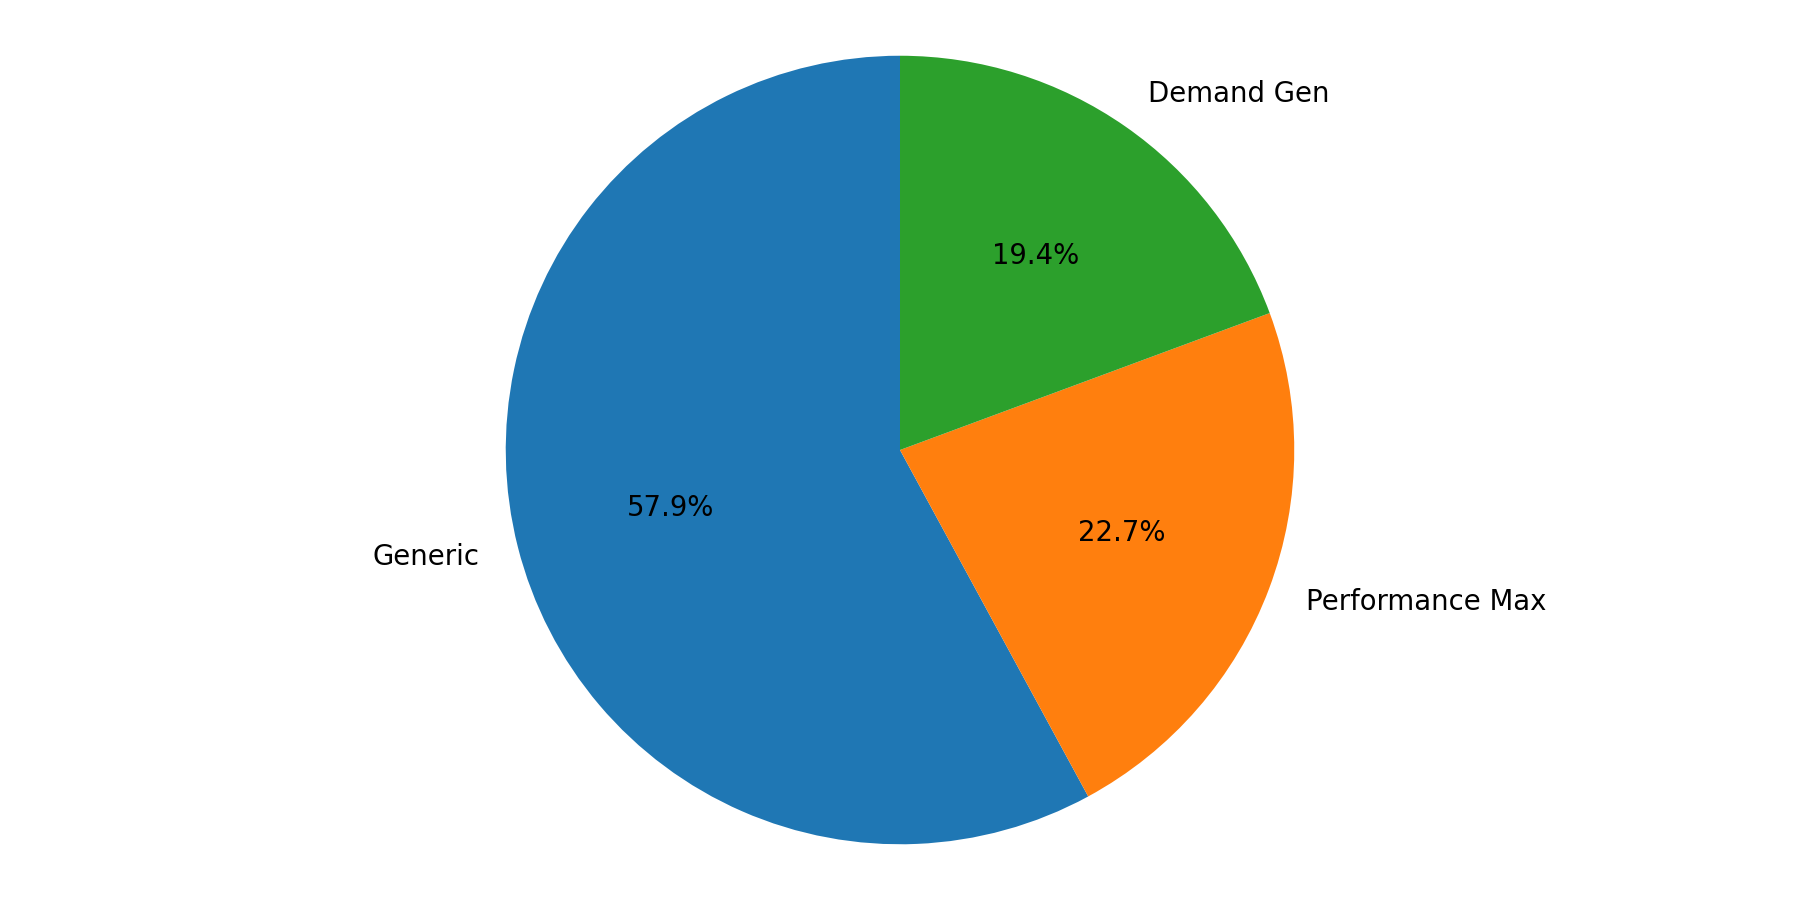 Demand Gen
19.4%
57.9%
22.7%
Generic
Performance Max